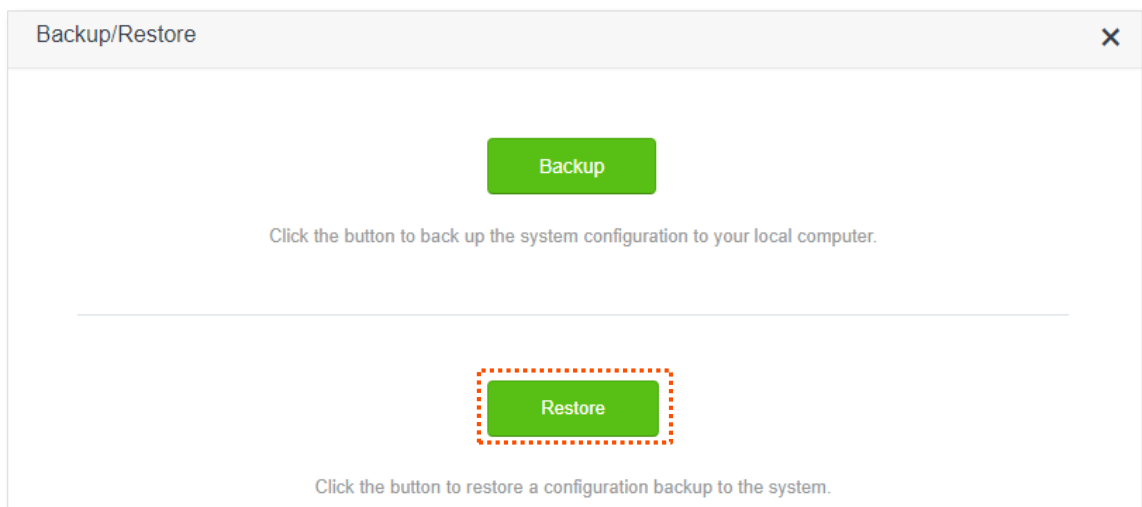 Backup/Restore
Backup
Click the button to back up the system configuration to your local computer.
Restore
Click the button to restore a configuration backup to the system.